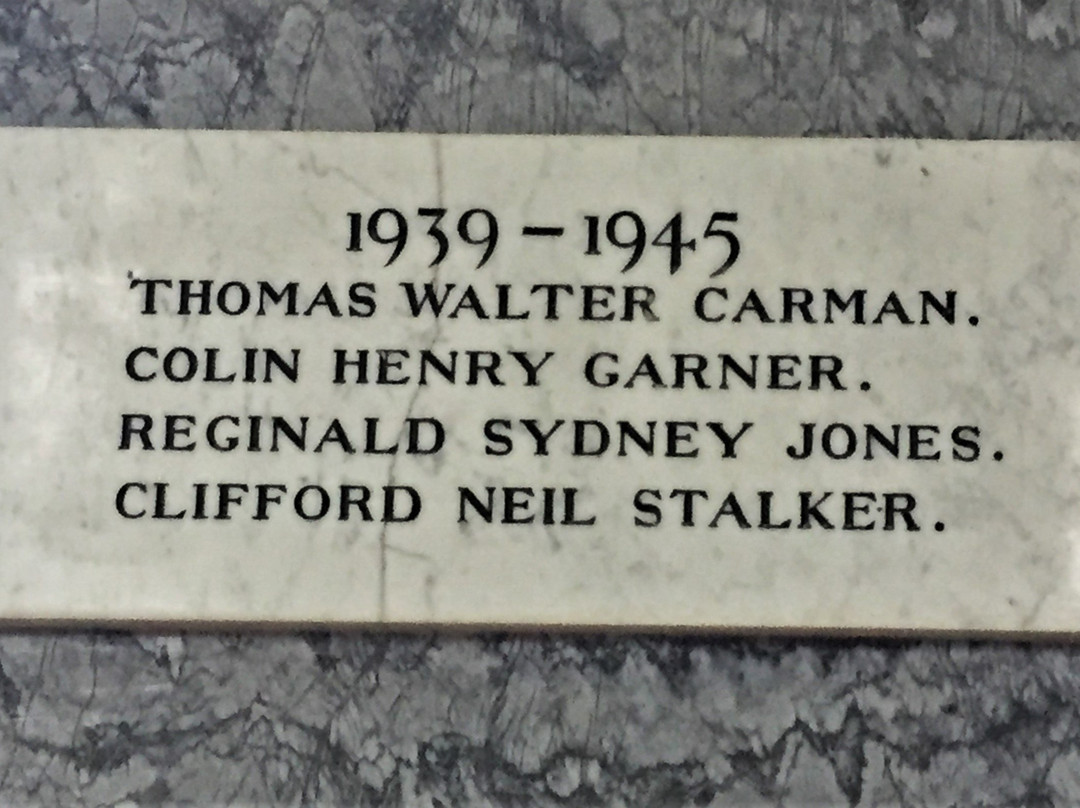 1939 – 1945
THOMAS WALTER CARMAN.
COLIN HENRY GARNER.
REGINALD SYDNEY JONES.
CLIFFORD NEIL STALKER.